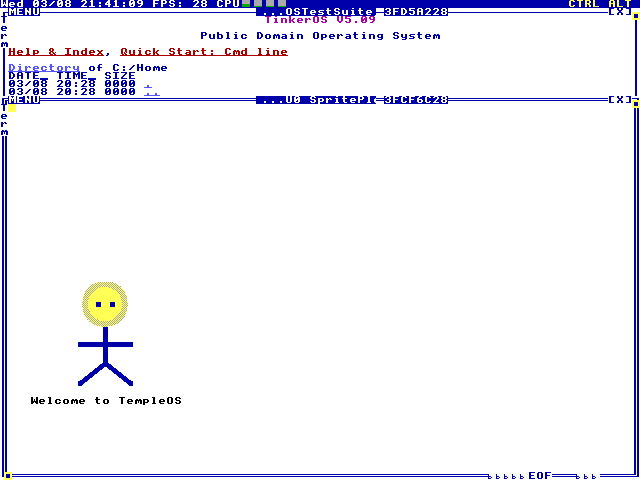 Wed 03/08 21:41:09 FPS: 28 CPU CTRL ALT
MENU ...OSTestSuite 3FD5A228 [X]
Term
TinkerOS V5.09
Public Domain Operating System
Help & Index, Quick Start: Cmd line
Directory of C:/Home
DATE_ TIME_ SIZE
03/08 20:28 0000 .
03/08 20:28 0000 ..
MENU ...U0 SpritePl 3FCF6C28 [X]
Term
Welcome to TempleOS
EOF